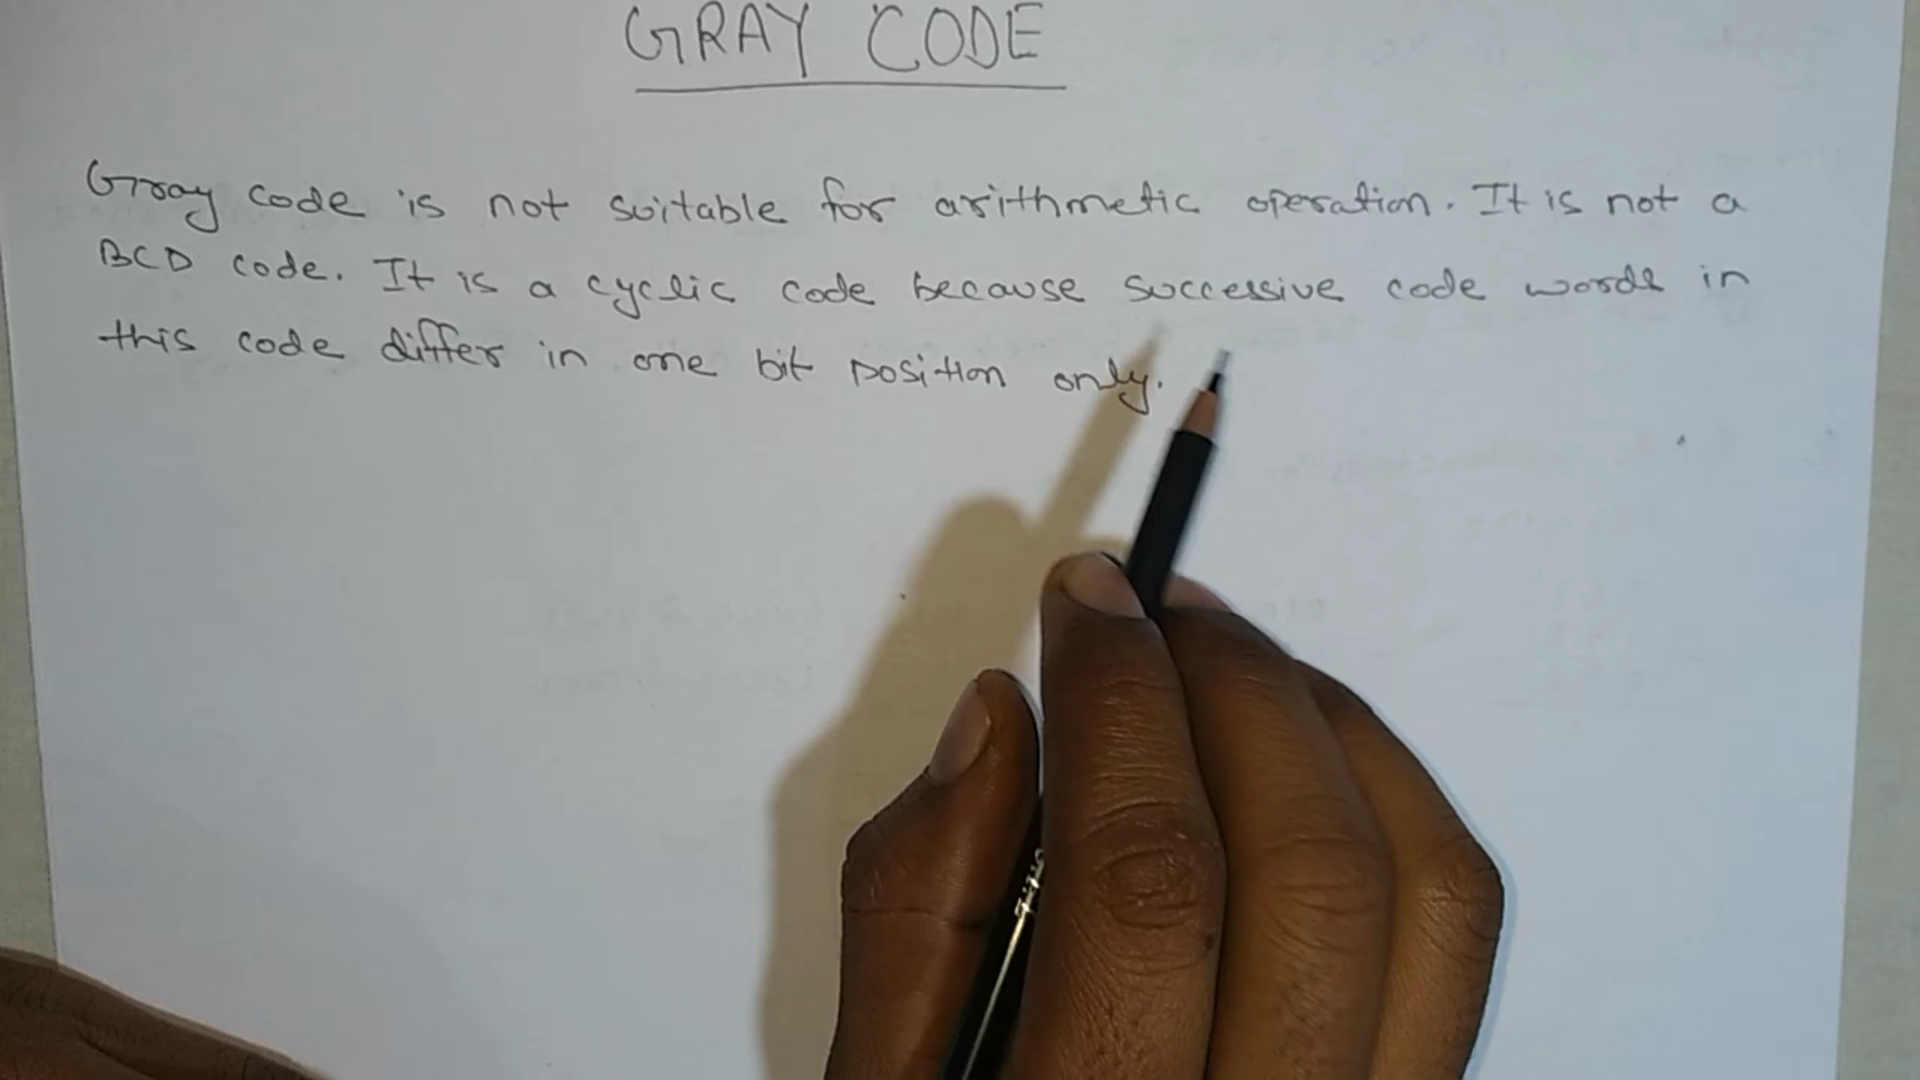 GRAY CODE
Gray code is not suitable for arithmetic operation. It is not a
BCD code. It is a cyclic code because successive code words in
this code differ in one bit position only.